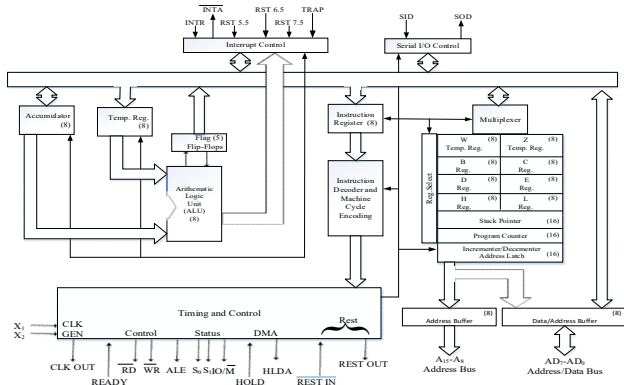 INTA RST 6.5 TRAP
INTR RST 5.5 RST 7.5
SID SOD
Interrupt Control
Serial I/O Control
Accumulator
(8)
Temp. Reg.
(8)
Flag (5)
Flip-Flops
Arithematic
Logic
Unit
(ALU)
(8)
Instruction
Register (8)
Instruction
Decoder and
Machine
Cycle
Encoding
Multiplexer
Reg.Select
W (8) Z (8)
Temp. Reg. Temp. Reg.
B (8) C (8)
Reg. Reg.
D (8) E (8)
Reg. Reg.
H (8) L (8)
Reg. Reg.
Stack Pointer (16)
Program Counter (16)
Incrementer/Decementer
Address Latch (16)
Timing and Control
X1 CLK
X2 GEN
Control Status DMA Rest
CLK OUT
READY
RD WR ALE S0 S1 IO/M
HOLD HLDA
REST IN
REST OUT
Address Buffer (8)
Data/Address Buffer (8)
A15-A8
Address Bus
AD7-AD0
Address/Data Bus